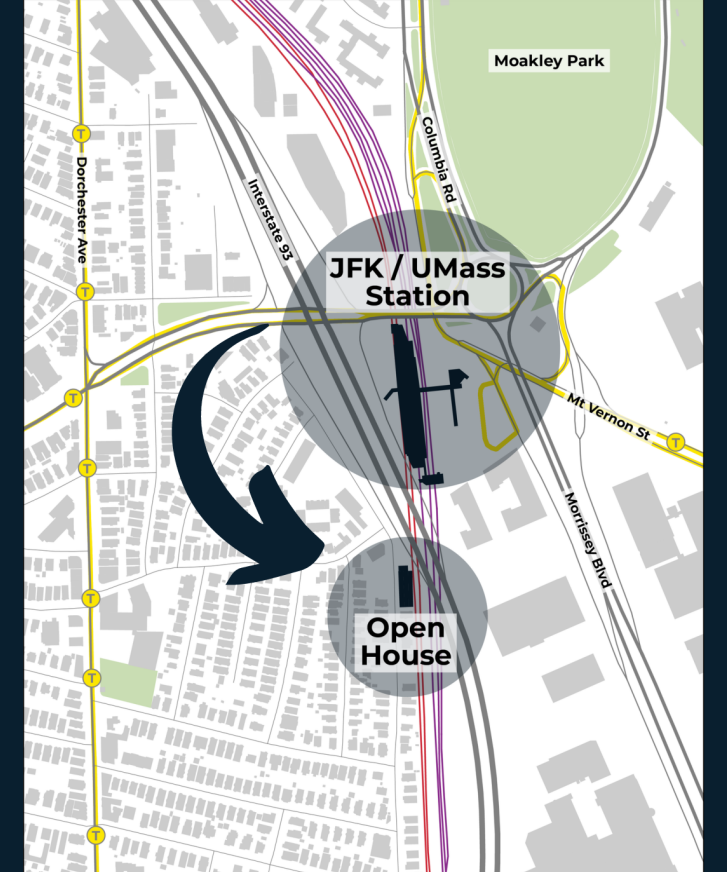 Moakley Park
T
Columbia Rd
Dorchester Ave
Interstate 93
JFK / UMass
Station
T
T
Mt Vernon St
T
T
Morrissey Blvd
T
Open
House
T
T